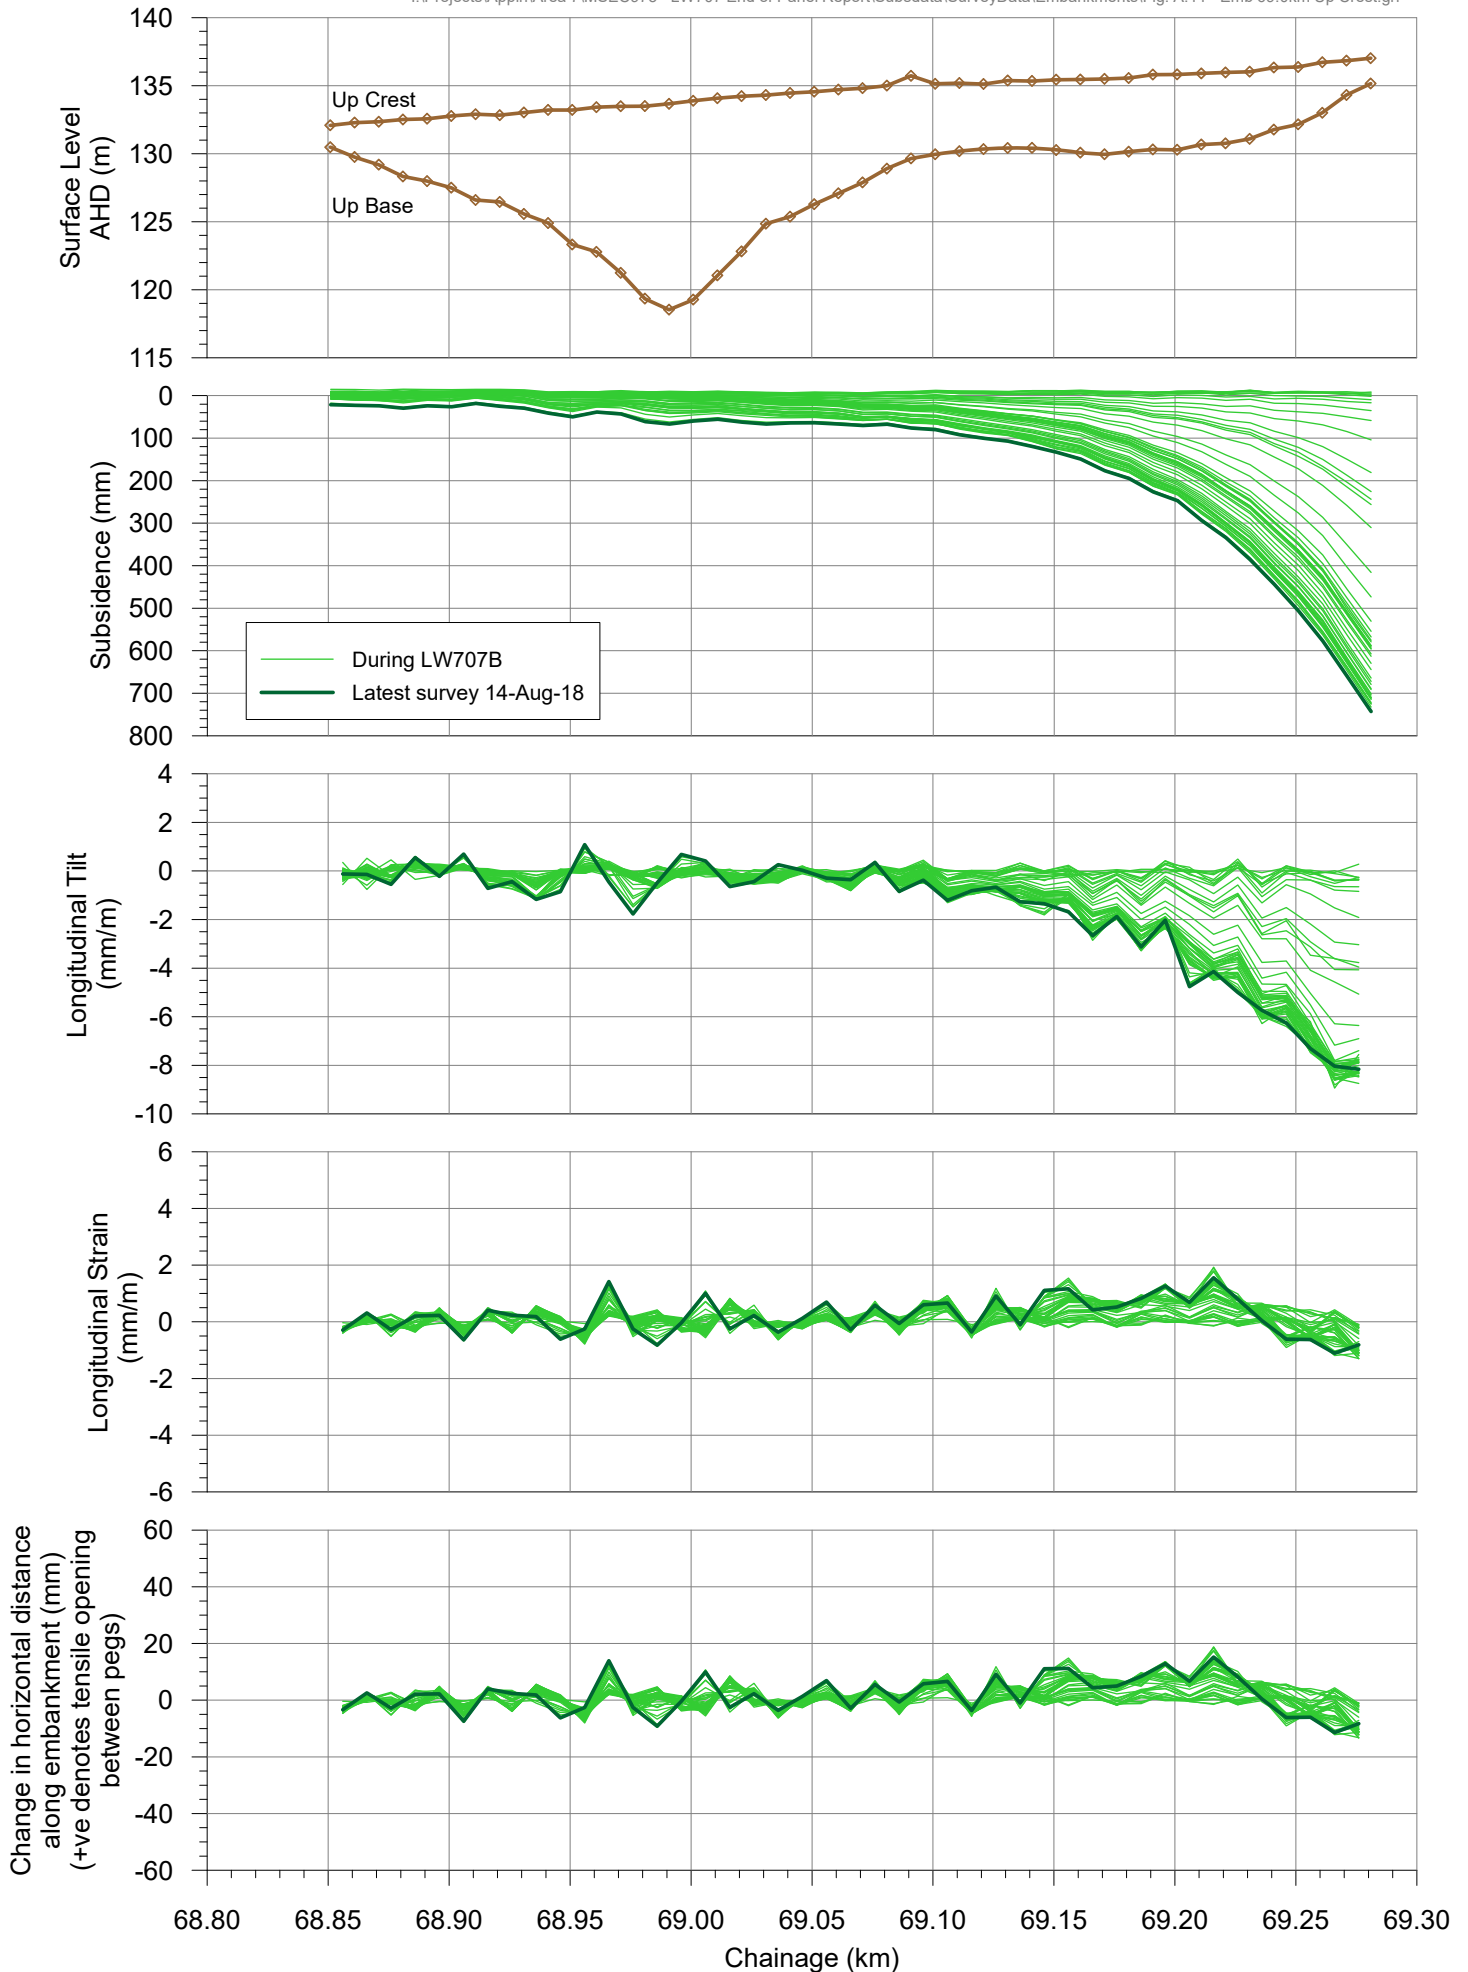 140
135
130
125
120
115
Surface Level
AHD (m)
Up Crest
Up Base
0
100
200
300
400
500
600
700
800
Subsidence (mm)
During LW707B
Latest survey 14-Aug-18
4
2
0
-2
-4
-6
-8
-10
Longitudinal Tilt
(mm/m)
6
4
2
0
-2
-4
-6
Longitudinal Strain
(mm/m)
60
40
20
0
-20
-40
-60
Change in horizontal distance
along embankment (mm)
(+ve denotes tensile opening
between pegs)
68.80 68.85 68.90 68.95 69.00 69.05 69.10 69.15 69.20 69.25 69.30
Chainage (km)